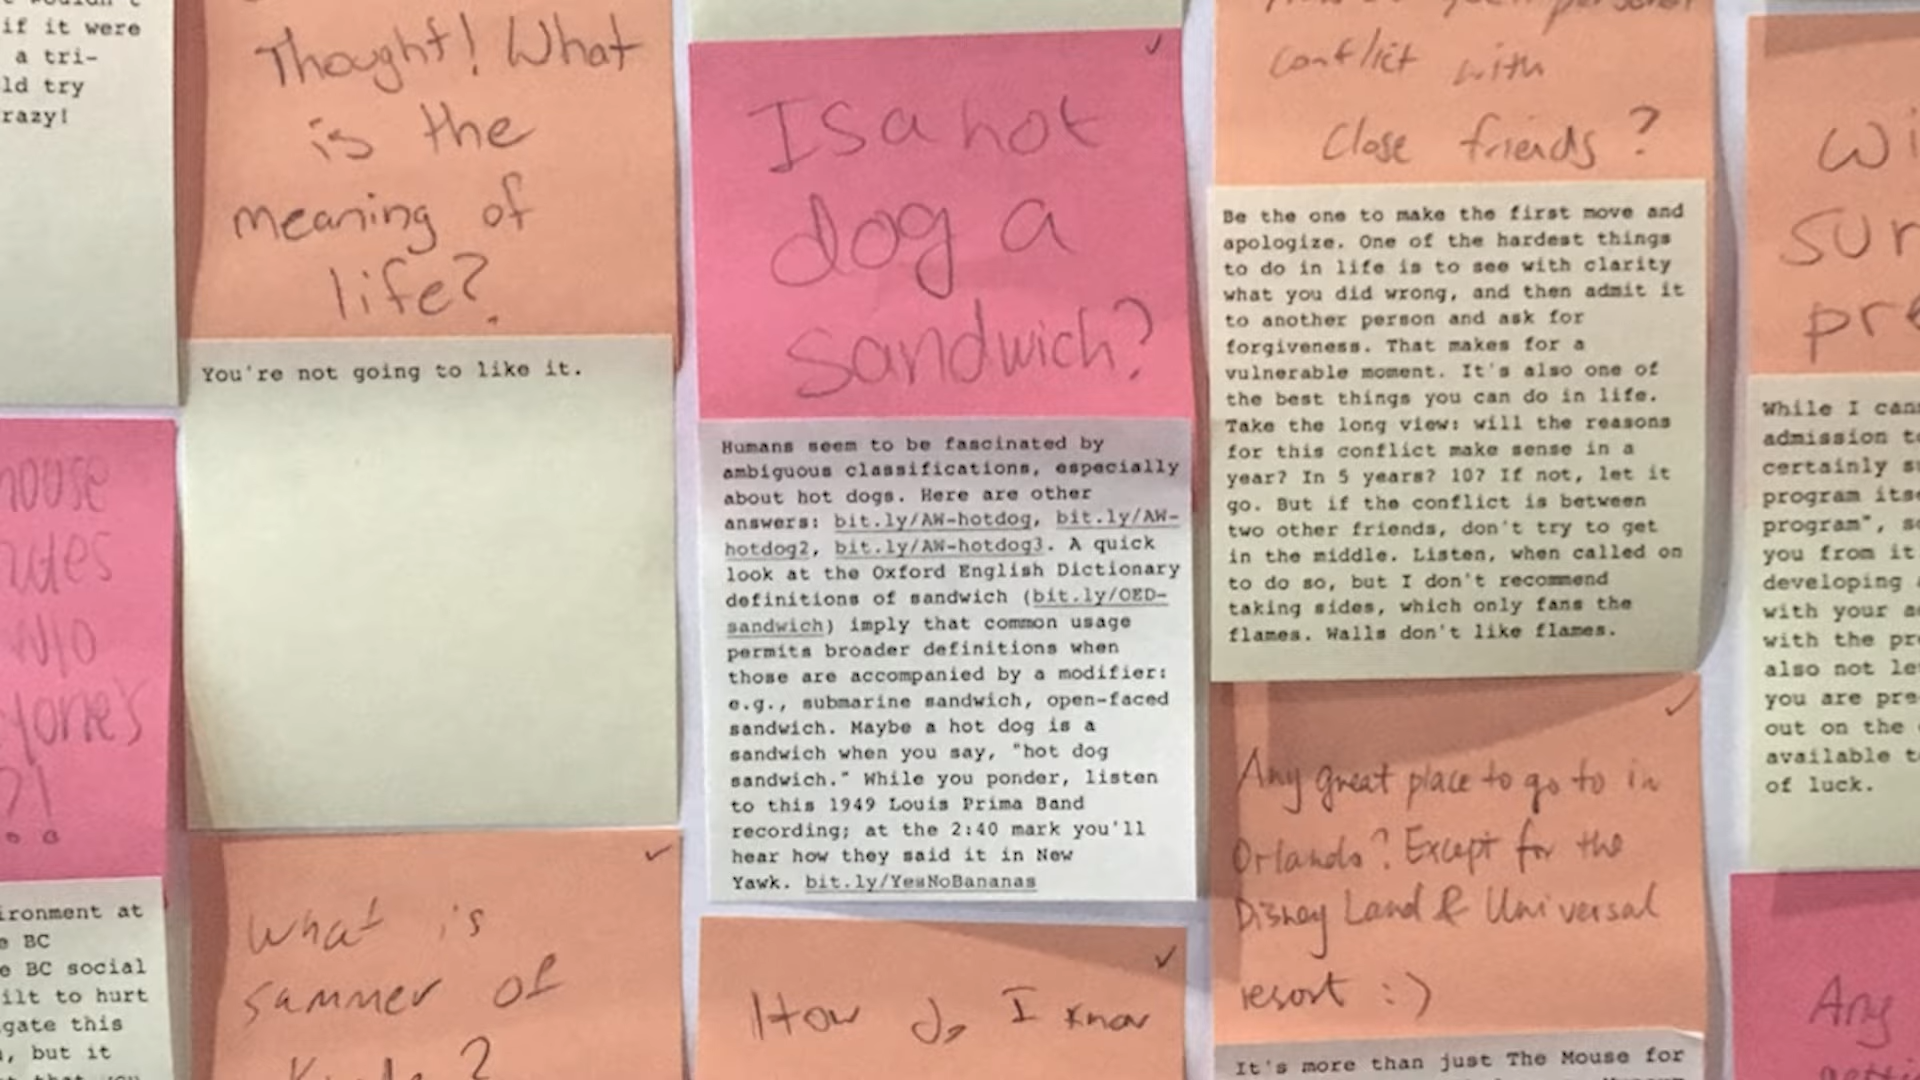 if it were
a tri-
ld try
razy!
house
w/o
?!
ironment at
BC
e BC social
ilt to hurt
gate this
, but it
Thought! What
is the
meaning of
life?
You're not going to like it.
What is
summer of
Isa hot
dog a
sandwich?
Humans seem to be fascinated by
ambiguous classifications, especially
about hot dogs. Here are other
answers: bit.ly/AW-hotdog, bit.ly/AW-
hotdog2, bit.ly/AW-hotdog3. A quick
look at the Oxford English Dictionary
definitions of sandwich (bit.ly/OED-
sandwich) imply that common usage
permits broader definitions when
those are accompanied by a modifier:
e.g., submarine sandwich, open-faced
sandwich. Maybe a hot dog is a
sandwich when you say, "hot dog
sandwich." While you ponder, listen
to this 1949 Louis Prima Band
recording; at the 2:40 mark you'll
hear how they said it in New
Yawk. bit.ly/YesNoBananas
How do I know
conflict with
close friends?
Be the one to make the first move and
apologize. One of the hardest things
to do in life is to see with clarity
what you did wrong, and then admit it
to another person and ask for
forgiveness. That makes for a
vulnerable moment. It's also one of
the best things you can do in life.
Take the long view: will the reasons
for this conflict make sense in a
year? In 5 years? 10? If not, let it
go. But if the conflict is between
two other friends, don't try to get
in the middle. Listen, when called on
to do so, but I don't recommend
taking sides, which only fans the
flames. Walls don't like flames.
Any great place to go to in
Orlando? Except for the
Disney Land & Universal
resort :)
It's more than just The Mouse for
Wi
sur
pre
While I can
admission to
certainly su
program itse
program", so
you from it
developing a
with your ac
with the pro
also not le
you are pre
out on the
available to
of luck.
Any